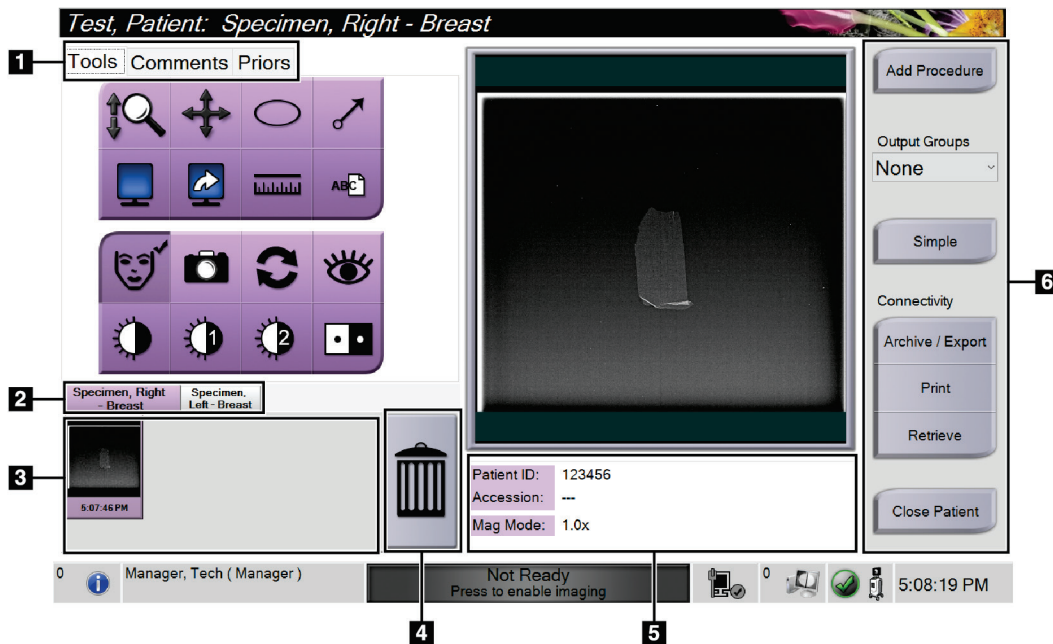 Test, Patient: Specimen, Right - Breast
1
Tools Comments Priors
ABC
1 2
2
Specimen, Right
- Breast
Specimen,
Left - Breast
3
5:07:46 PM
4
Patient ID: 123456
Accession: ---
Mag Mode: 1.0x
5
Add Procedure
Output Groups
None
Simple
Connectivity
Archive / Export
Print
Retrieve
Close Patient
6
0
i
Manager, Tech ( Manager )
Not Ready
Press to enable imaging
0
5:08:19 PM